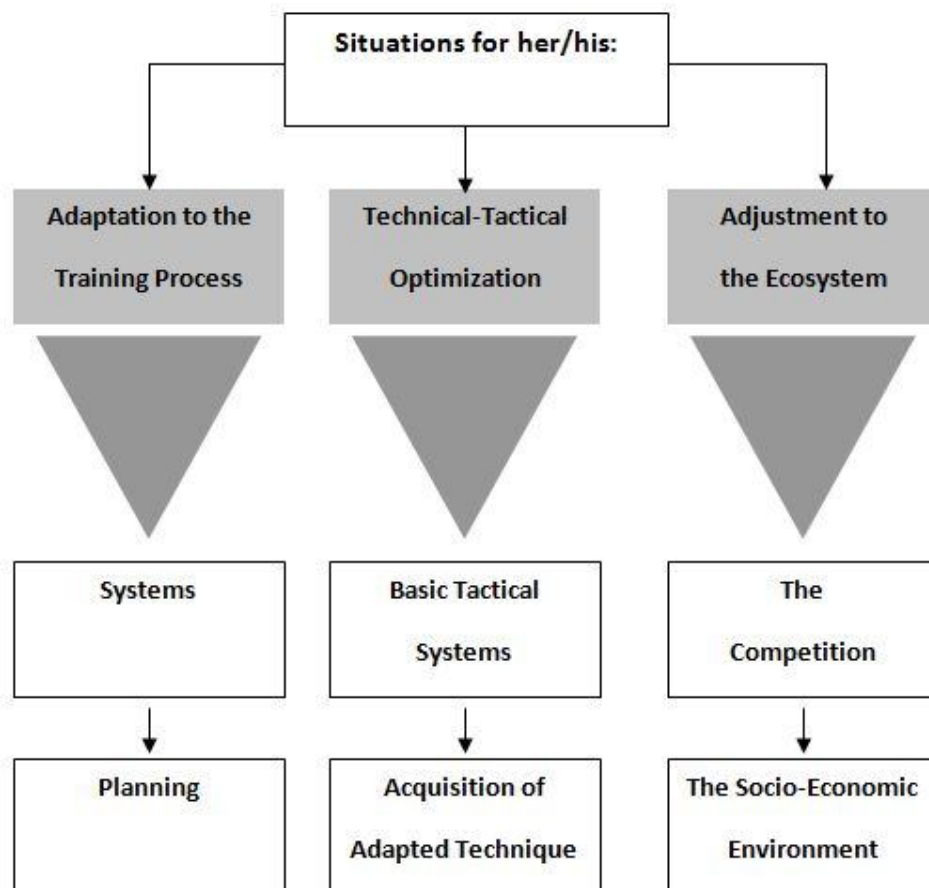 Situations for her/his:
Adaptation to the
Training Process
Technical-Tactical
Optimization
Adjustment to
the Ecosystem
Systems
Basic Tactical
Systems
The
Competition
Planning
Acquisition of
Adapted Technique
The Socio-Economic
Environment